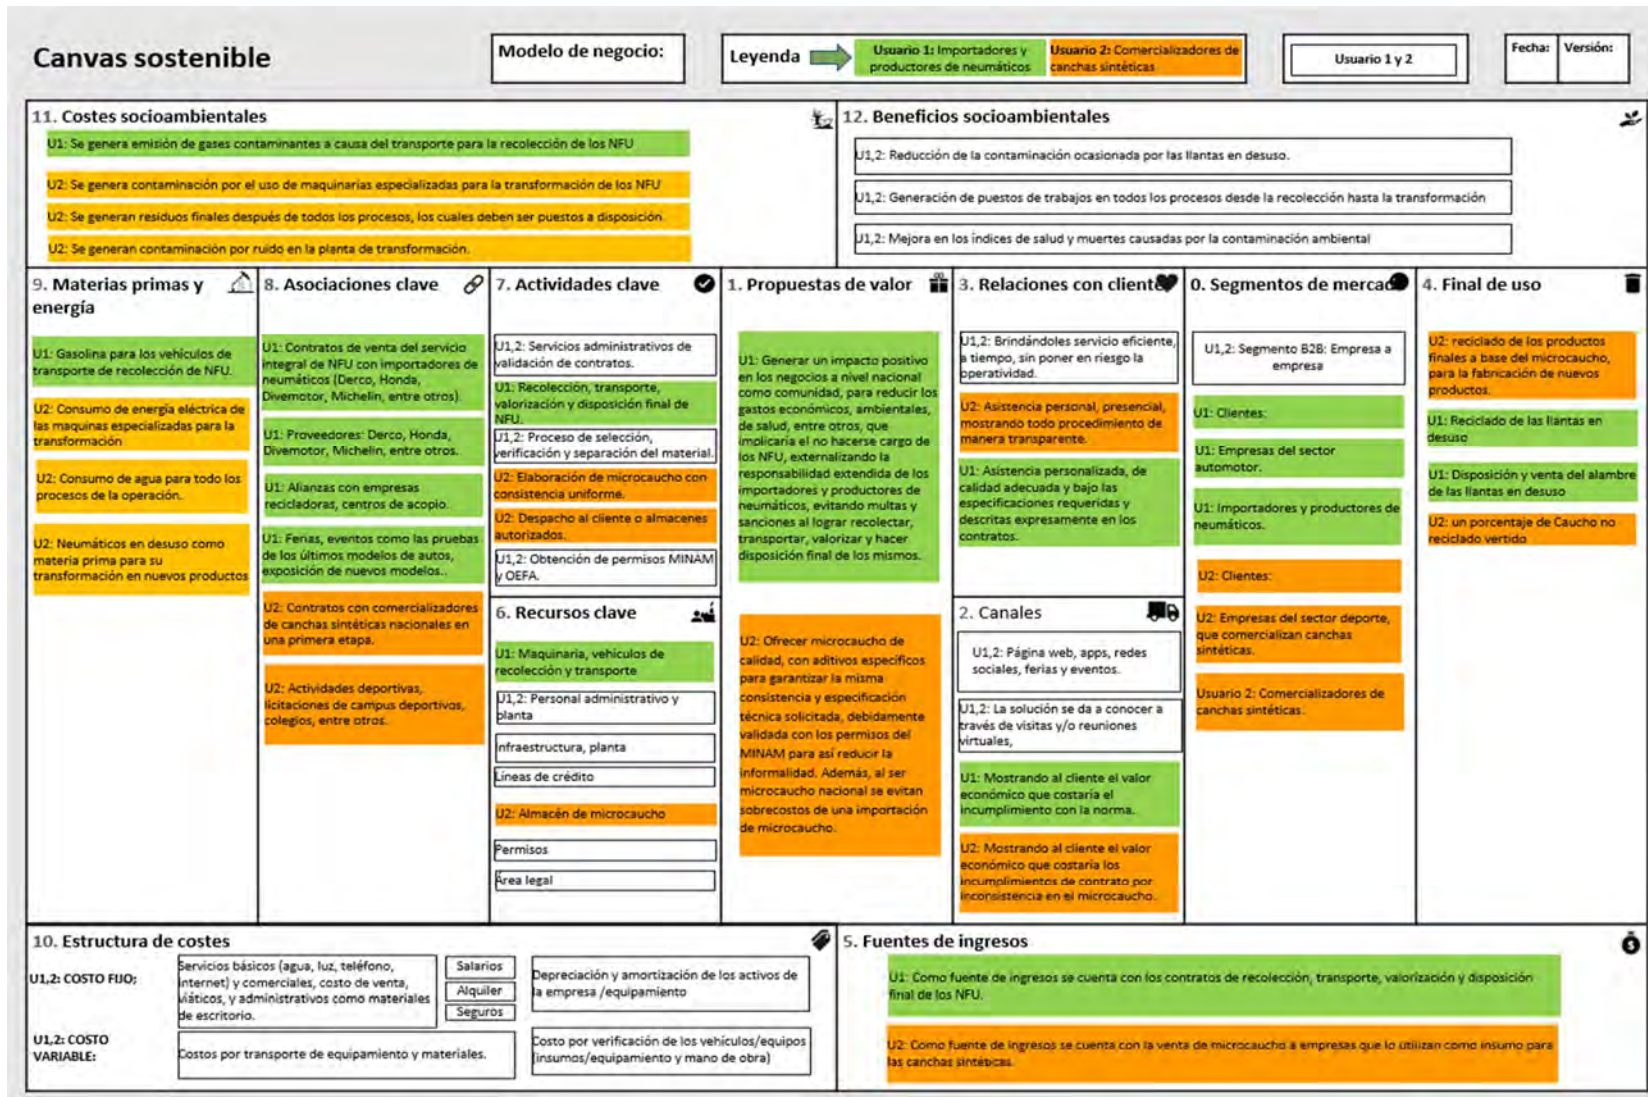 Canvas sostenible
Modelo de negocio:
Leyenda
Usuario 1: Importadores y
productores de neumáticos
Usuario 2: Comercializadores de
canchas sintéticas
Usuario 1 y 2
Fecha:
Versión:
11. Costes socioambientales
U1: Se genera emisión de gases contaminantes a causa del transporte para la recolección de los NFU
U2: Se genera contaminación por el uso de maquinarias especializadas para la transformación de los NFU
U2: Se generan residuos finales después de todos los procesos, los cuales deben ser puestos a disposición.
U2: Se generan contaminación por ruido en la planta de transformación.
12. Beneficios socioambientales
U1,2: Reducción de la contaminación ocasionada por las llantas en desuso.
U1,2: Generación de puestos de trabajos en todos los procesos desde la recolección hasta la transformación
U1,2: Mejora en los índices de salud y muertes causadas por la contaminación ambiental
9. Materias primas y
energía
U1: Gasolina para los vehículos de
transporte de recolección de NFU.
U2: Consumo de energía eléctrica de
las maquinas especializadas para la
transformación
U2: Consumo de agua para todo los
procesos de la operación.
U2: Neumáticos en desuso como
materia prima para su
transformación en nuevos productos
8. Asociaciones clave
U1: Contratos de venta del servicio
integral de NFU con importadores de
neumáticos (Derco, Honda,
Divemotor, Michelin, entre otros).
U1: Proveedores: Derco, Honda,
Divemotor, Michelin, entre otros.
U1: Alianzas con empresas
recicladoras, centros de acopio.
U1: Ferias, eventos como las pruebas
de los últimos modelos de autos,
exposición de nuevos modelos..
U2: Contratos con comercializadores
de canchas sintéticas nacionales en
una primera etapa.
U2: Actividades deportivas,
licitaciones de campus deportivos,
colegios, entre otros.
7. Actividades clave
U1,2: Servicios administrativos de
validación de contratos.
U1: Recolección, transporte,
valorización y disposición final de
NFU.
U1,2: Proceso de selección,
verificación y separación del material.
U2: Elaboración de microcaucho con
consistencia uniforme.
U2: Despacho al cliente o almacenes
autorizados.
U1,2: Obtención de permisos MINAM
y OEFA.
6. Recursos clave
U1: Maquinaria, vehículos de
recolección y transporte
U1,2: Personal administrativo y
planta
Infraestructura, planta
Líneas de crédito
U2: Almacén de microcaucho
Permisos
Área legal
1. Propuestas de valor
U1: Generar un impacto positivo
en los negocios a nivel nacional
como comunidad, para reducir los
gastos económicos, ambientales,
de salud, entre otros, que
implicaría el no hacerse cargo de
los NFU, externalizando la
responsabilidad extendida de los
importadores y productores de
neumáticos, evitando multas y
sanciones al lograr recolectar,
transportar, valorizar y hacer
disposición final de los mismos.
U2: Ofrecer microcaucho de
calidad, con aditivos específicos
para garantizar la misma
consistencia y especificación
técnica solicitada, debidamente
validada con los permisos del
MINAM para así reducir la
informalidad. Además, al ser
microcaucho nacional se evitan
sobrecostos de una importación
de microcaucho.
3. Relaciones con cliente
U1,2: Brindándoles servicio eficiente,
a tiempo, sin poner en riesgo la
operatividad.
U2: Asistencia personal, presencial,
mostrando todo procedimiento de
manera transparente.
U1: Asistencia personalizada, de
calidad adecuada y bajo las
especificaciones requeridas y
descritas expresamente en los
contratos.
2. Canales
U1,2: Página web, apps, redes
sociales, ferias y eventos.
U1,2: La solución se da a conocer a
través de visitas y/o reuniones
virtuales,
U1: Mostrando al cliente el valor
económico que costaría el
incumplimiento con la norma.
U2: Mostrando al cliente el valor
económico que costaría los
incumplimientos de contrato por
inconsistencia en el microcaucho.
0. Segmentos de mercado
U1,2: Segmento B2B: Empresa a
empresa
U1: Clientes:
U1: Empresas del sector
automotor.
U1: Importadores y productores de
neumáticos.
U2: Clientes:
U2: Empresas del sector deporte,
que comercializan canchas
sintéticas.
Usuario 2: Comercializadores de
canchas sintéticas.
4. Final de uso
U2: reciclado de los productos
finales a base del microcaucho,
para la fabricación de nuevos
productos.
U1: Reciclado de las llantas en
desuso
U1: Disposición y venta del alambre
de las llantas en desuso
U2: un porcentaje de Caucho no
reciclado vertido
10. Estructura de costes
U1,2: COSTO FIJO:
Servicios básicos (agua, luz, teléfono,
internet) y comerciales, costo de venta,
viáticos, y administrativos como materiales
de escritorio.
Salarios
Alquiler
Seguros
Depreciación y amortización de los activos de
la empresa /equipamiento
U1,2: COSTO
VARIABLE:
Costos por transporte de equipamiento y materiales.
Costo por verificación de los vehículos/equipos
(insumos/equipamiento y mano de obra)
5. Fuentes de ingresos
U1: Como fuente de ingresos se cuenta con los contratos de recolección, transporte, valorización y disposición
final de los NFU.
U2: Como fuente de ingresos se cuenta con la venta de microcaucho a empresas que lo utilizan como insumo para
las canchas sintéticas.